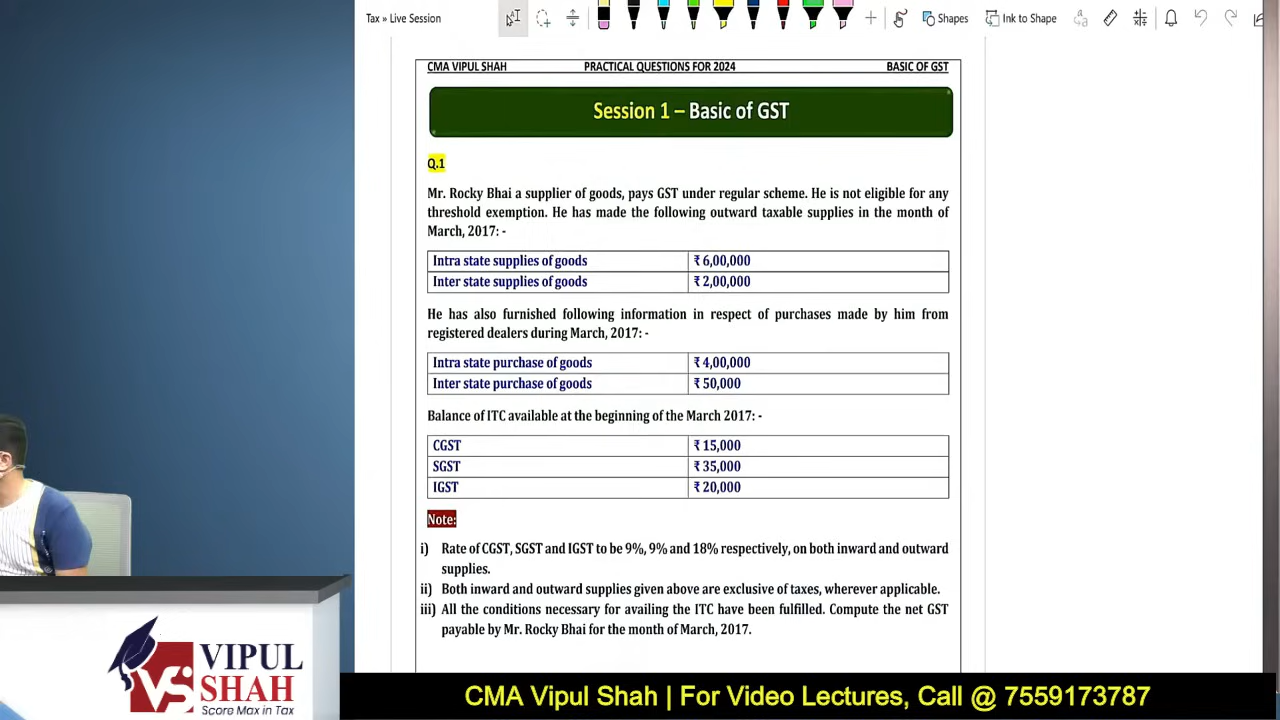 Tax » Live Session
Shapes
Ink to Shape
CMA VIPUL SHAH PRACTICAL QUESTIONS FOR 2024 BASIC OF GST
Session 1 – Basic of GST
Q.1
Mr. Rocky Bhai a supplier of goods, pays GST under regular scheme. He is not eligible for any
threshold exemption. He has made the following outward taxable supplies in the month of
March, 2017: -
Intra state supplies of goods ₹ 6,00,000
Inter state supplies of goods ₹ 2,00,000
He has also furnished following information in respect of purchases made by him from
registered dealers during March, 2017: -
Intra state purchase of goods ₹ 4,00,000
Inter state purchase of goods ₹ 50,000
Balance of ITC available at the beginning of the March 2017: -
CGST ₹ 15,000
SGST ₹ 35,000
IGST ₹ 20,000
Note:
i) Rate of CGST, SGST and IGST to be 9%, 9% and 18% respectively, on both inward and outward
supplies.
ii) Both inward and outward supplies given above are exclusive of taxes, wherever applicable.
iii) All the conditions necessary for availing the ITC have been fulfilled. Compute the net GST
payable by Mr. Rocky Bhai for the month of March, 2017.
VS
VIPUL
SHAH
Score Max in Tax
CMA Vipul Shah | For Video Lectures, Call @ 7559173787